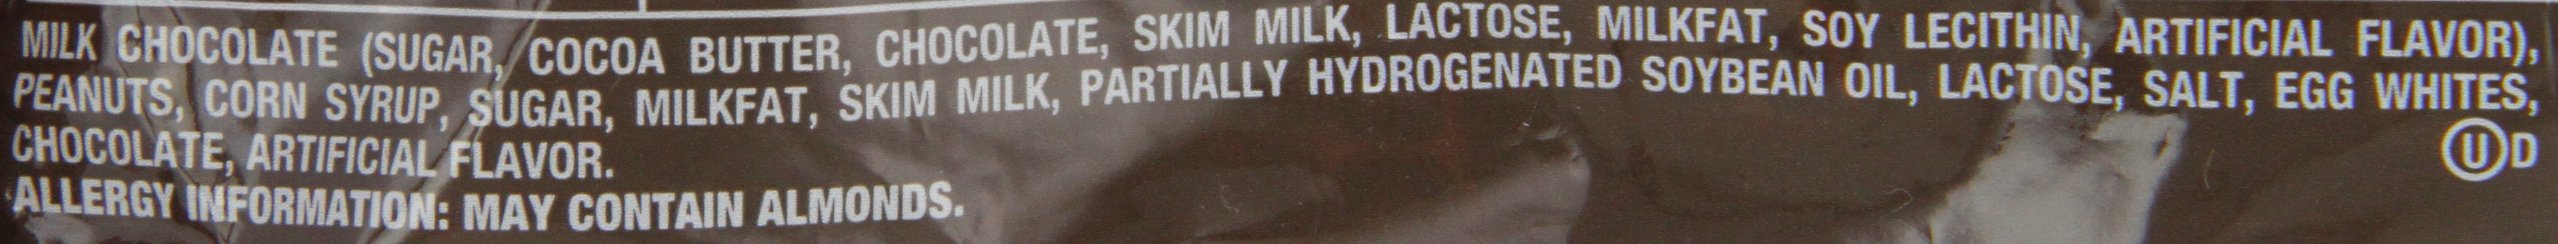 MILK CHOCOLATE (SUGAR, COCOA BUTTER, CHOCOLATE, SKIM MILK, LACTOSE, MILKFAT, SOY LECITHIN, ARTIFICIAL FLAVOR),
PEANUTS, CORN SYRUP, SUGAR, MILKFAT, SKIM MILK, PARTIALLY HYDROGENATED SOYBEAN OIL, LACTOSE, SALT, EGG WHITES,
CHOCOLATE, ARTIFICIAL FLAVOR.
Ⓤ D
ALLERGY INFORMATION: MAY CONTAIN ALMONDS.